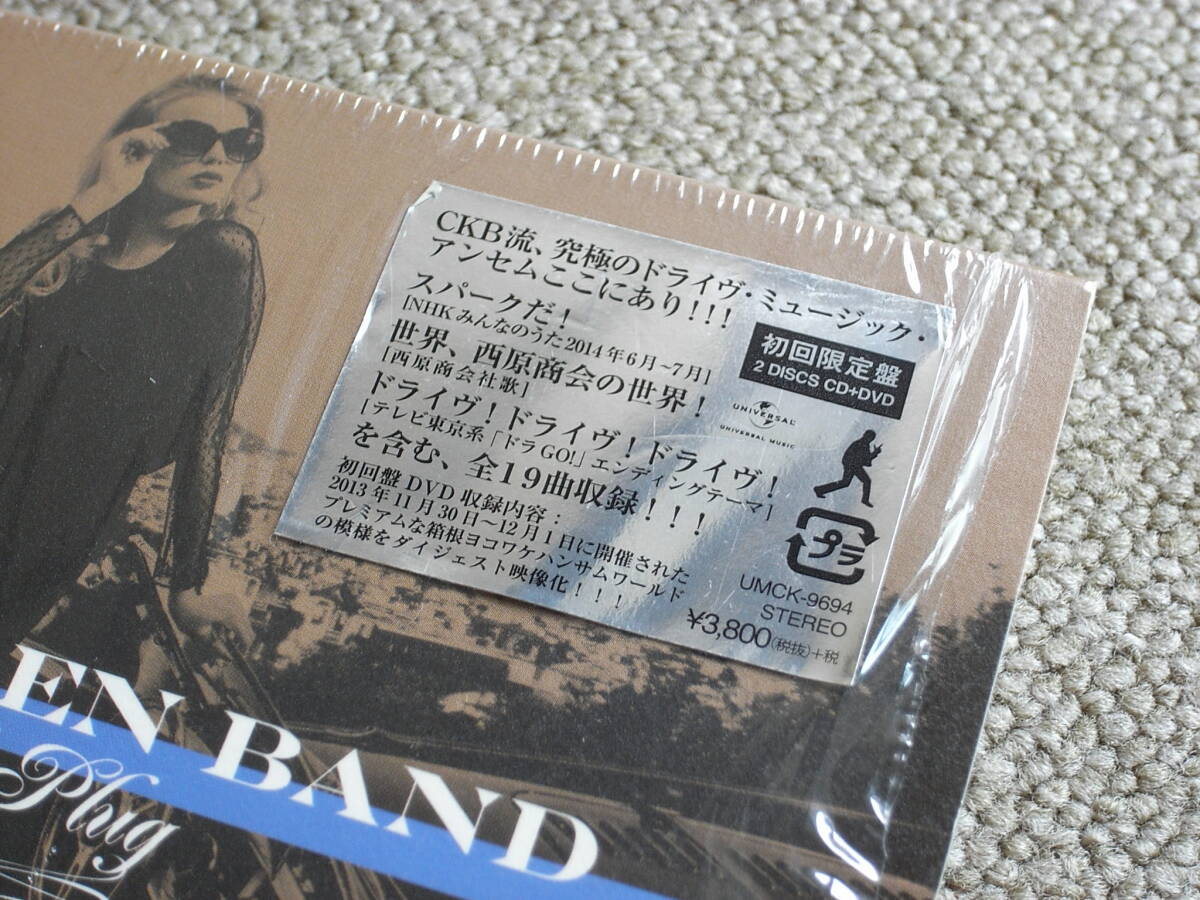 CKB流、究極のドライヴ・ミュージック・
アンセムここにあり!!!
スパークだ!
[NHKみんなのうた2014年6月~7月]
世界、西原商会の世界!
[西原商会社歌]
ドライヴ!ドライヴ!ドライヴ!
[テレビ東京系「ドラGO!」エンディングテーマ]
を含む、全19曲収録!!!
初回盤DVD収録内容:
2013年11月30日~12月1日に開催された
プレミアムな箱根ヨコワケハンサムワールド
の模様をダイジェスト映像化!!!
初回限定盤
2 DISCS CD+DVD
UNIVERSAL
UNIVERSAL MUSIC
プラ
UMCK-9694
STEREO
¥3,800(税抜)+税
EN BAND
Plug